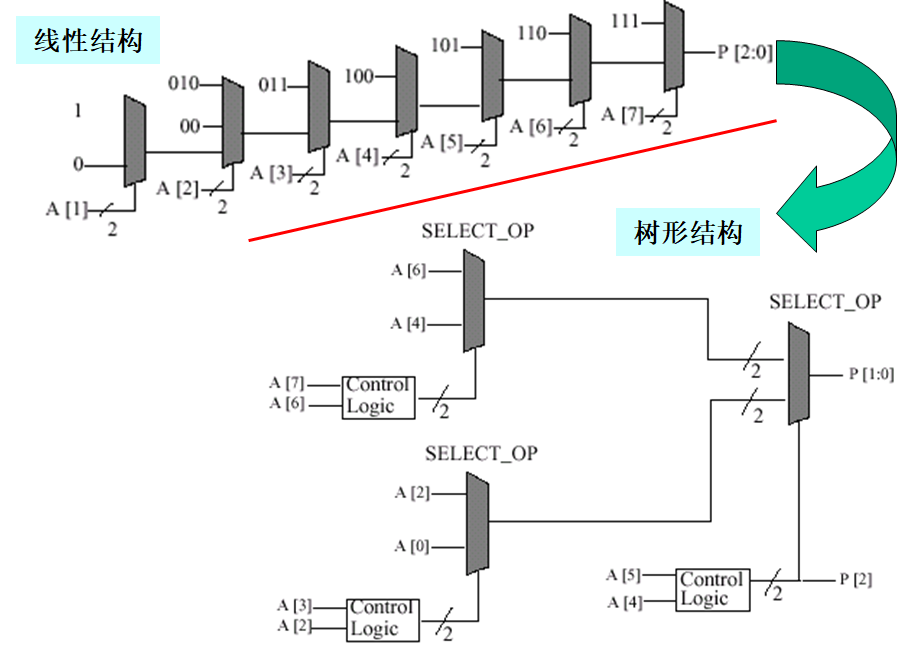 线性结构
1
0
A [1]
2
010
00
A [2]
2
011
A [3]
2
100
A [4]
2
101
A [5]
2
110
A [6]
2
111
A [7]
2
P [2:0]
树形结构
SELECT_OP
A [6]
A [4]
A [7]
A [6]
Control
Logic
2
SELECT_OP
2
2
P [1:0]
SELECT_OP
A [2]
A [0]
A [3]
A [2]
Control
Logic
2
A [5]
A [4]
Control
Logic
2
P [2]